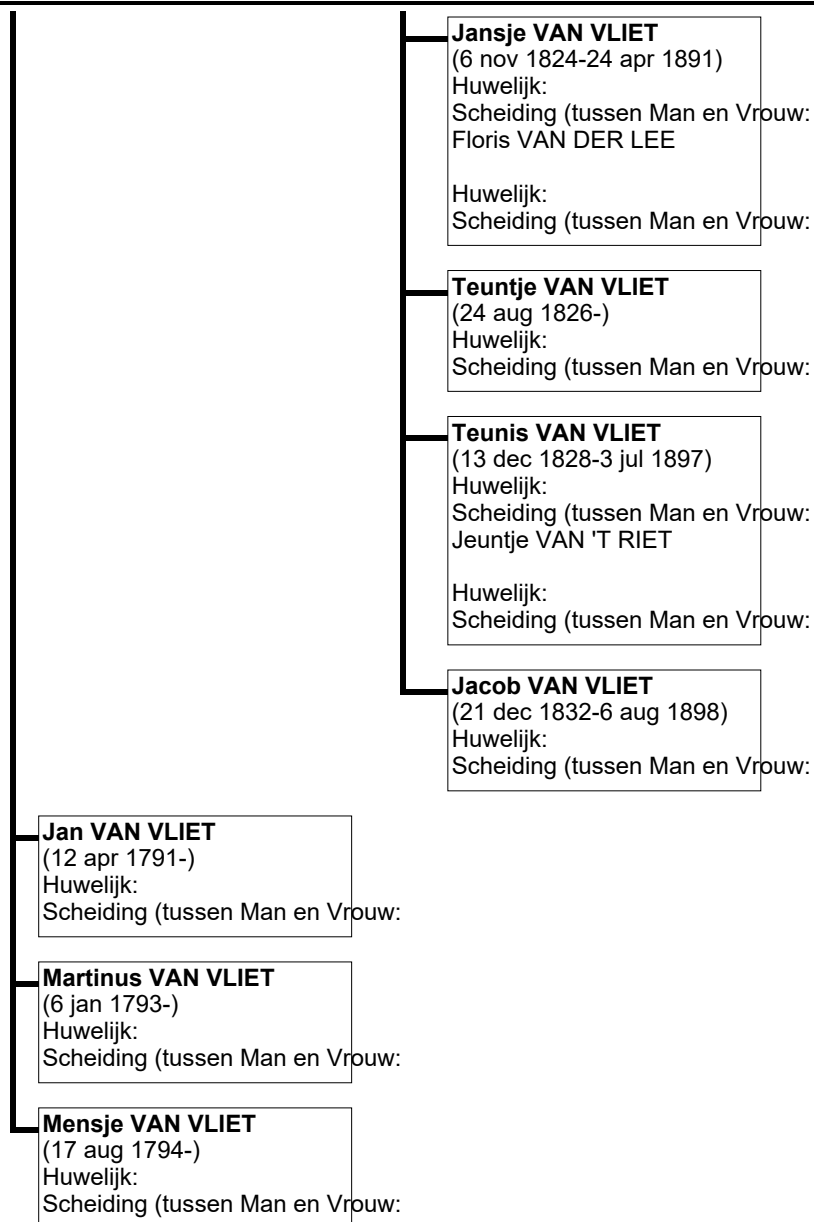 Jansje VAN VLIET
(6 nov 1824-24 apr 1891)
Huwelijk:
Scheiding (tussen Man en Vrouw:
Floris VAN DER LEE
Huwelijk:
Scheiding (tussen Man en Vrouw:
Teuntje VAN VLIET
(24 aug 1826-)
Huwelijk:
Scheiding (tussen Man en Vrouw:
Teunis VAN VLIET
(13 dec 1828-3 jul 1897)
Huwelijk:
Scheiding (tussen Man en Vrouw:
Jeuntje VAN 'T RIET
Huwelijk:
Scheiding (tussen Man en Vrouw:
Jacob VAN VLIET
(21 dec 1832-6 aug 1898)
Huwelijk:
Scheiding (tussen Man en Vrouw:
Jan VAN VLIET
(12 apr 1791-)
Huwelijk:
Scheiding (tussen Man en Vrouw:
Martinus VAN VLIET
(6 jan 1793-)
Huwelijk:
Scheiding (tussen Man en Vrouw:
Mensje VAN VLIET
(17 aug 1794-)
Huwelijk:
Scheiding (tussen Man en Vrouw: